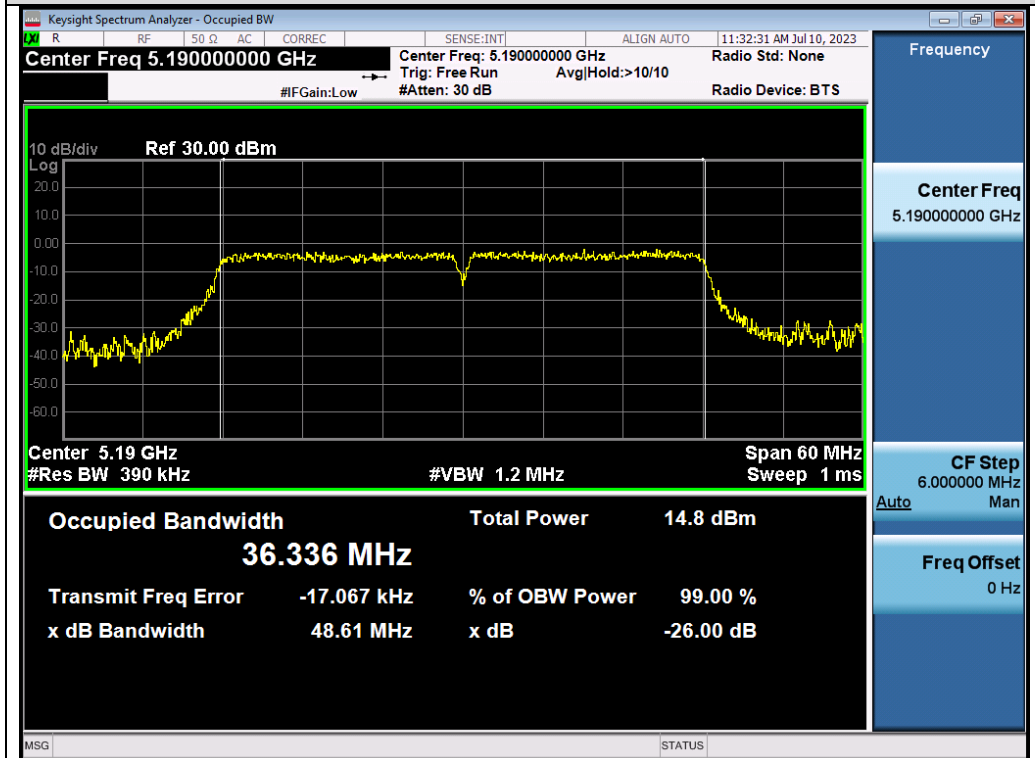 Keysight Spectrum Analyzer - Occupied BW
LXI R RF 50 Ω AC CORREC SENSE:INT ALIGN AUTO 11:32:31 AM Jul 10, 2023
Center Freq 5.190000000 GHz
Center Freq: 5.190000000 GHz
Radio Std: None
Trig: Free Run Avg|Hold:>10/10
#IFGain:Low #Atten: 30 dB Radio Device: BTS
Frequency
10 dB/div Ref 30.00 dBm
Log
20.0
10.0
0.00
-10.0
-20.0
-30.0
-40.0
-50.0
-60.0
Center 5.19 GHz Span 60 MHz
#Res BW 390 kHz #VBW 1.2 MHz Sweep 1 ms
Center Freq
5.190000000 GHz
CF Step
6.000000 MHz
Auto Man
Freq Offset
0 Hz
Occupied Bandwidth Total Power 14.8 dBm
36.336 MHz
Transmit Freq Error -17.067 kHz % of OBW Power 99.00 %
x dB Bandwidth 48.61 MHz x dB -26.00 dB
MSG STATUS